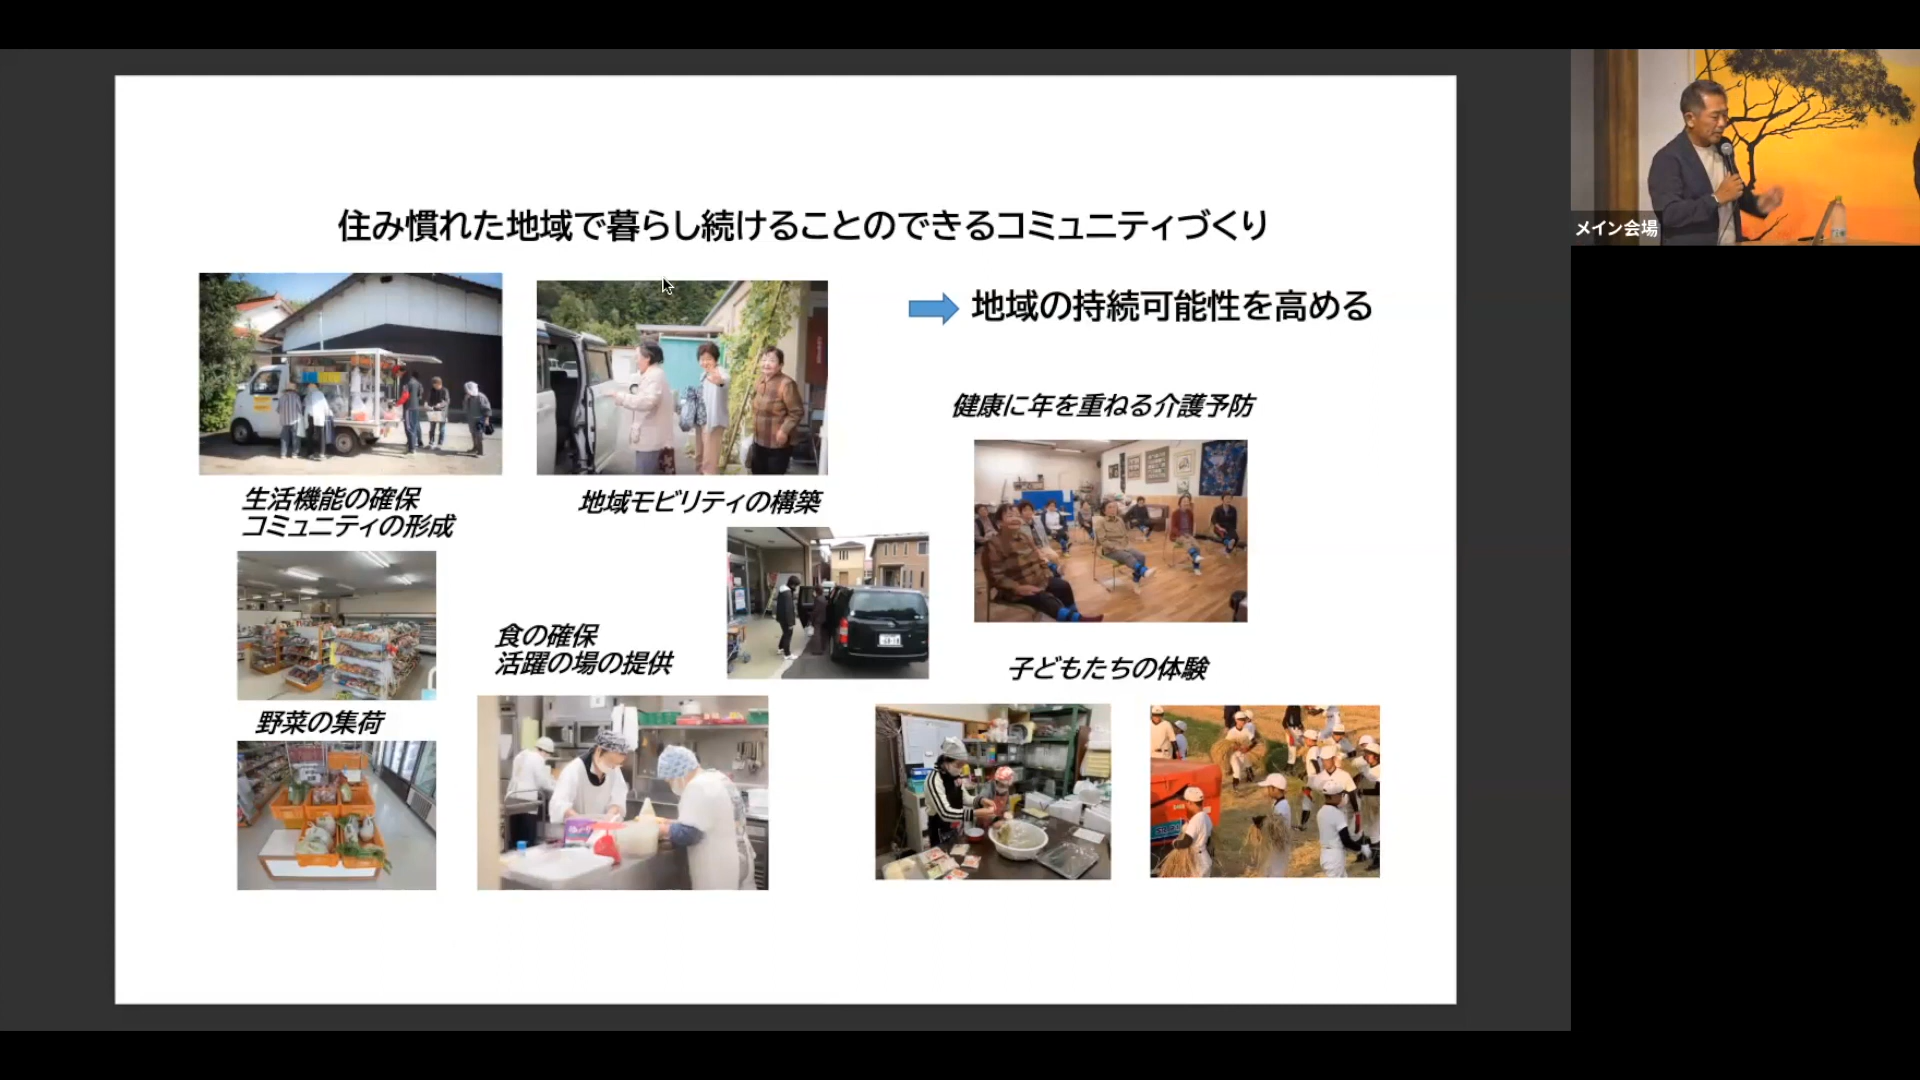 住み慣れた地域で暮らし続けることのできるコミュニティづくり
地域の持続可能性を高める
健康に年を重ねる介護予防
生活機能の確保
コミュニティの形成
地域モビリティの構築
食の確保
活躍の場の提供
子どもたちの体験
野菜の集荷
メイン会場